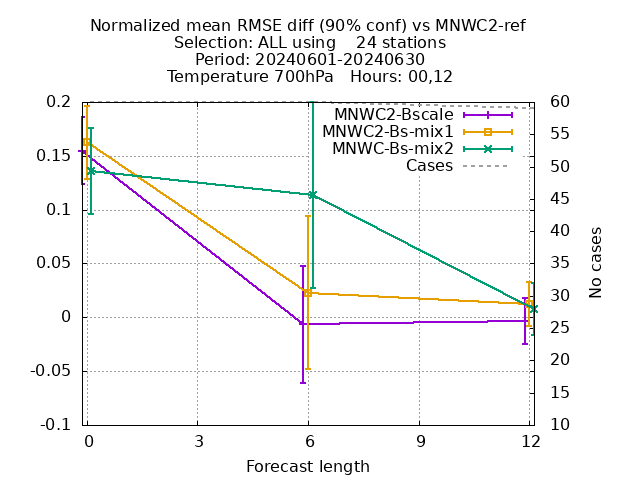 Normalized mean RMSE diff (90% conf) vs MNWC2-ref
Selection: ALL using    24 stations
Period: 20240601-20240630
Temperature 700hPa   Hours: 00,12
MNWC2-Bscale
MNWC2-Bs-mix1
MNWC-Bs-mix2
Cases
0.2
0.15
0.1
0.05
0
-0.05
-0.1
60
55
50
45
40
35
30
25
20
15
10
No cases
0 3 6 9 12
Forecast length